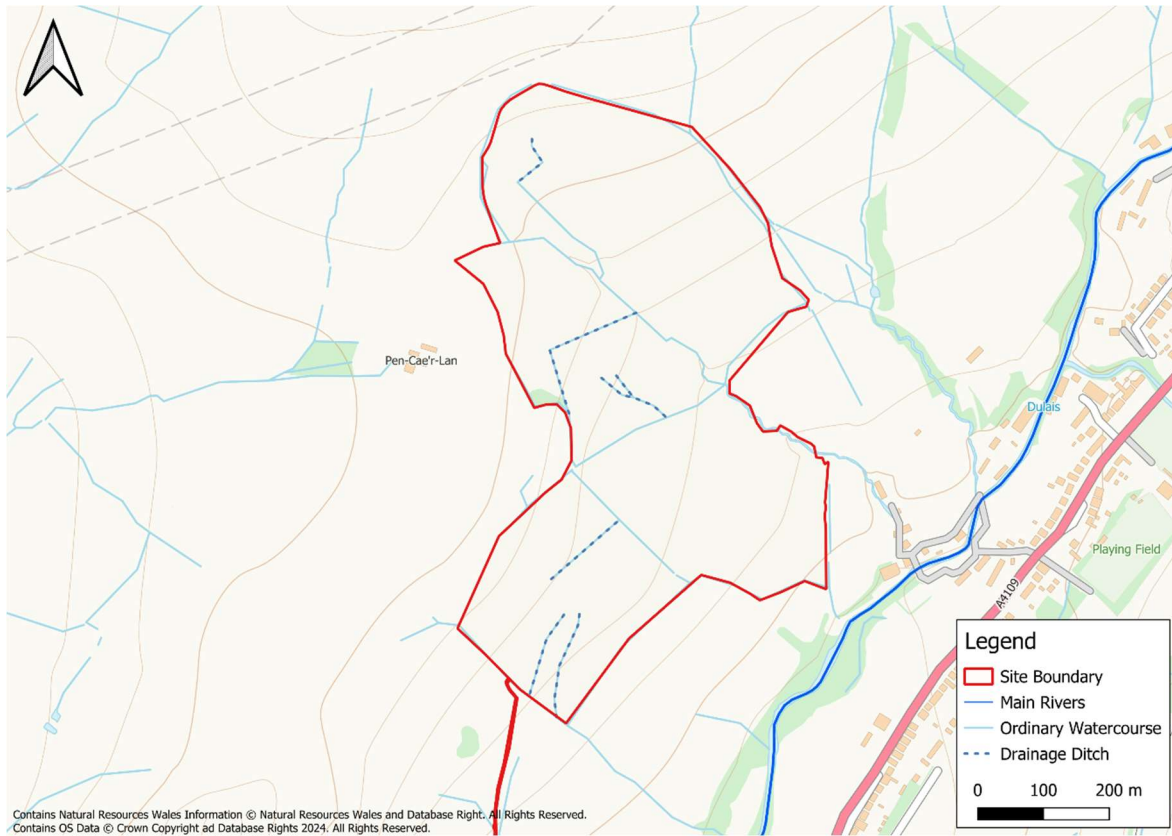 Pen-Cae'r-Lan
Dulais
Playing Field
A4109
Legend
Site Boundary
Main Rivers
Ordinary Watercourse
Drainage Ditch
0 100 200 m
Contains Natural Resources Wales Information © Natural Resources Wales and Database Right. All Rights Reserved.
Contains OS Data © Crown Copyright ad Database Rights 2024. All Rights Reserved.